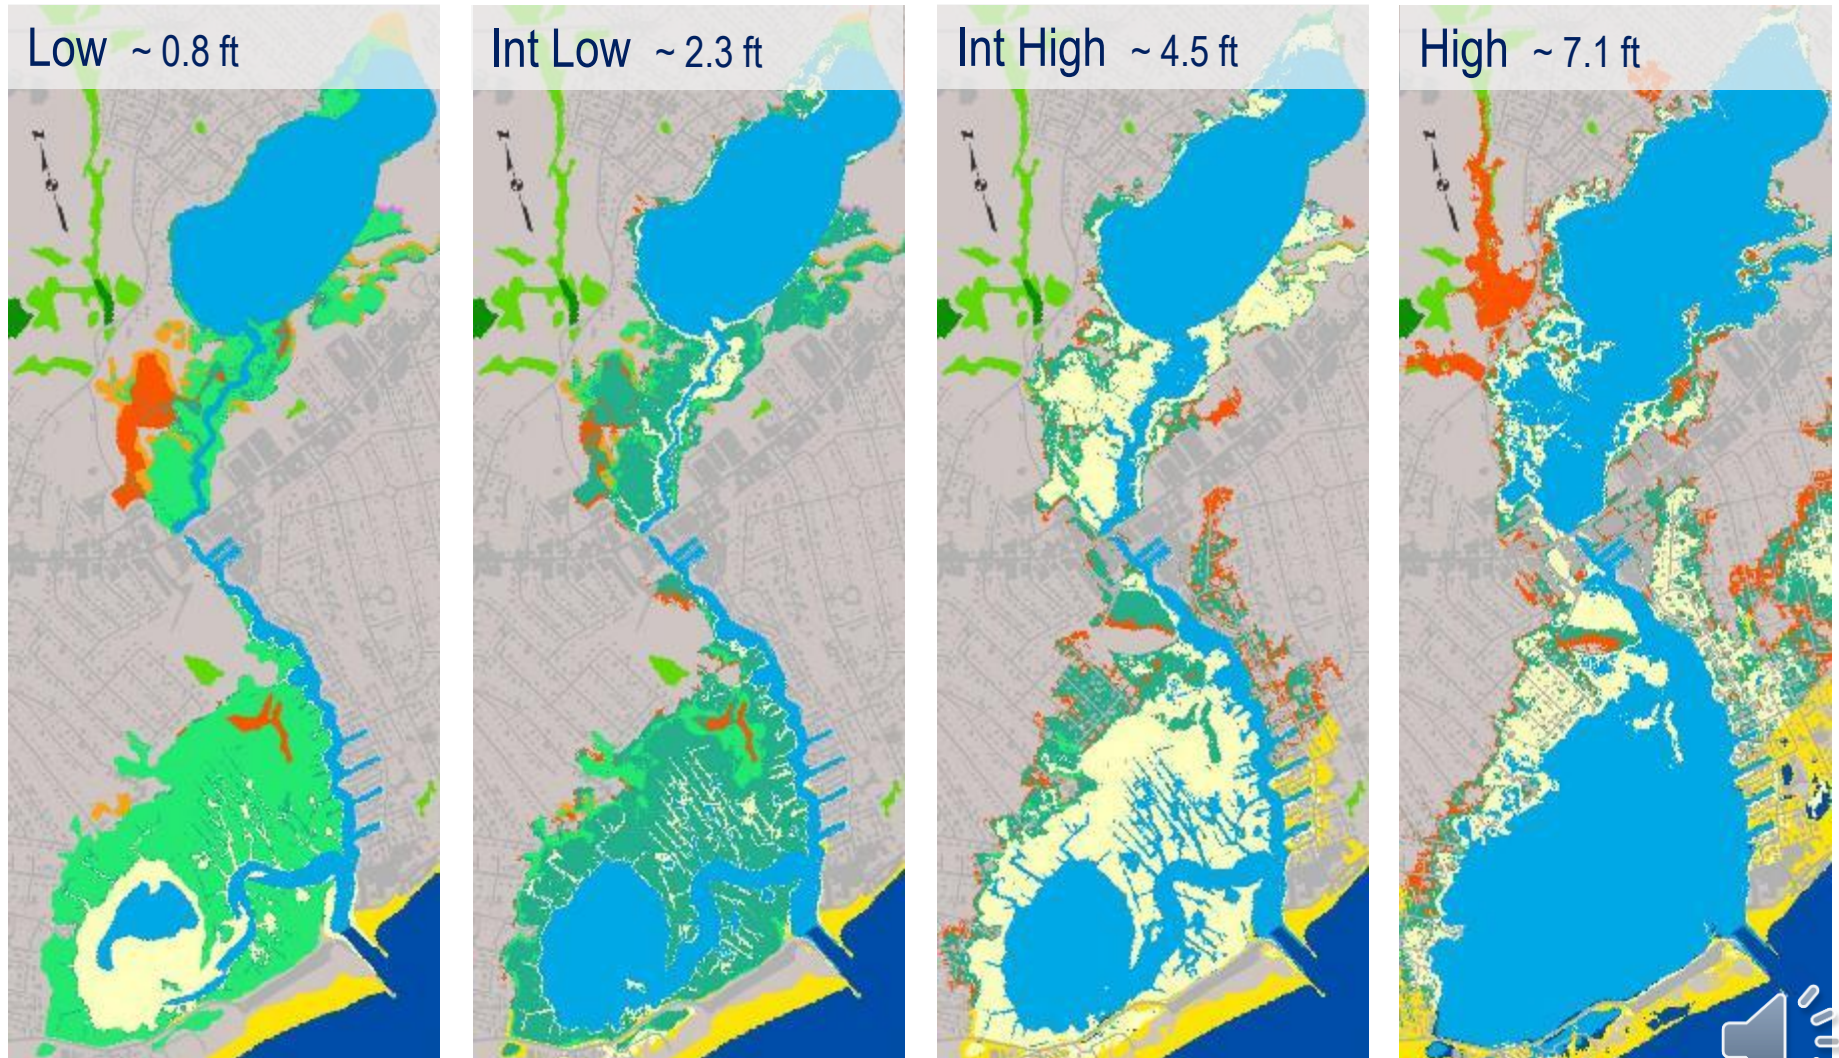 Low ~ 0.8 ft
Int Low ~ 2.3 ft
Int High ~ 4.5 ft
High ~ 7.1 ft
z
z
z
z